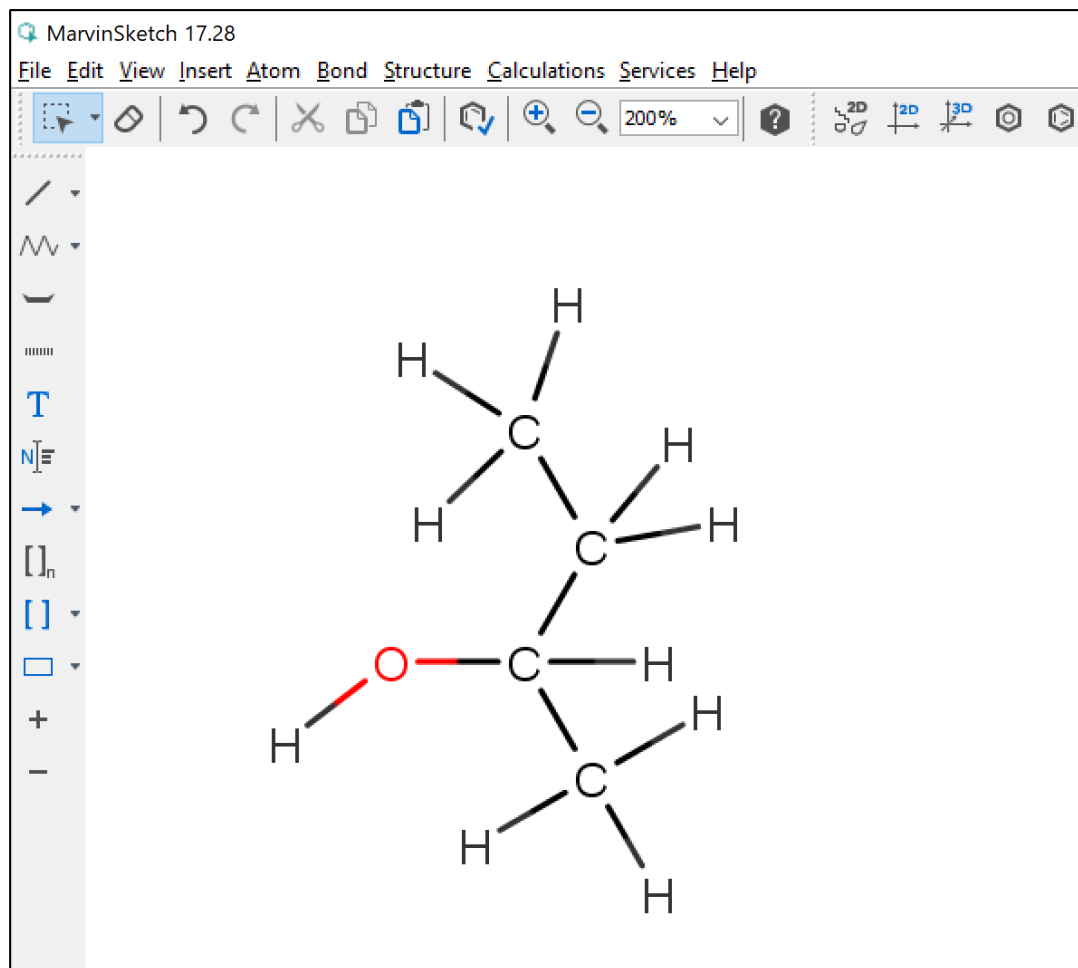 MarvinSketch 17.28
File Edit View Insert Atom Bond Structure Calculations Services Help
200% ? 2D 2D 3D
T
N
[ ]n
[ ]
+
−
H
H
C
H
H
H
C
O C H
H
H
C
H
H